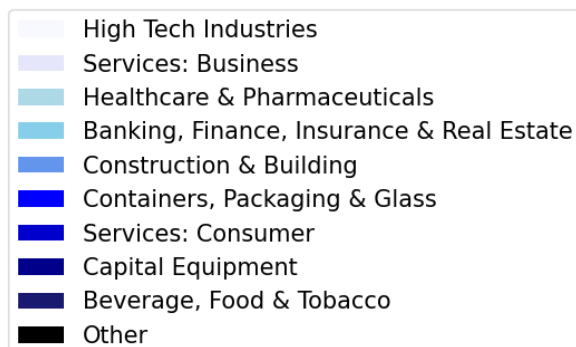 High Tech Industries
Services: Business
Healthcare & Pharmaceuticals
Banking, Finance, Insurance & Real Estate
Construction & Building
Containers, Packaging & Glass
Services: Consumer
Capital Equipment
Beverage, Food & Tobacco
Other